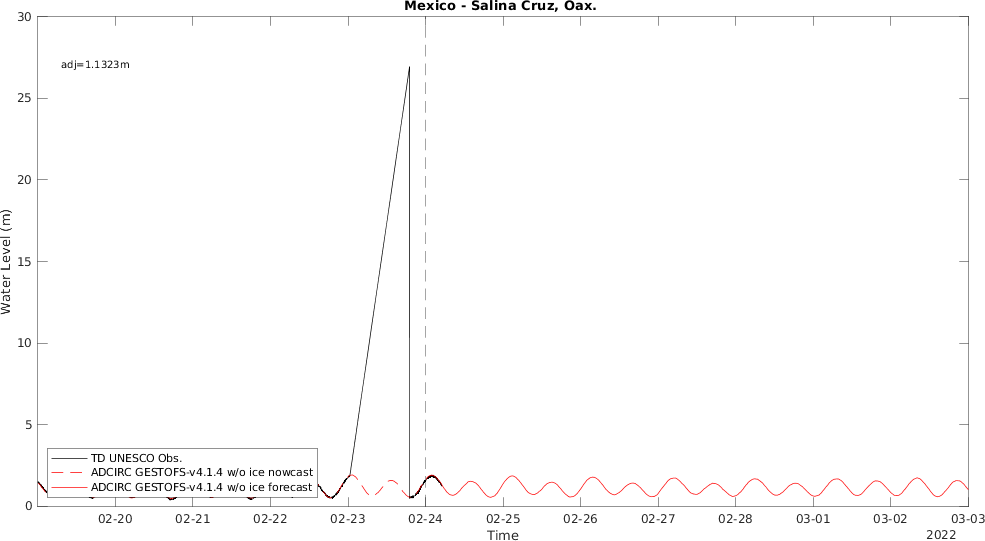 Mexico - Salina Cruz, Oax.
30
adj=1.1323m
25
20
15
10
5
0
Water Level (m)
TD UNESCO Obs.
ADCIRC GESTOFS-v4.1.4 w/o ice nowcast
ADCIRC GESTOFS-v4.1.4 w/o ice forecast
02-20 02-21 02-22 02-23 02-24 02-25 02-26 02-27 02-28 03-01 03-02 03-03
Time
2022